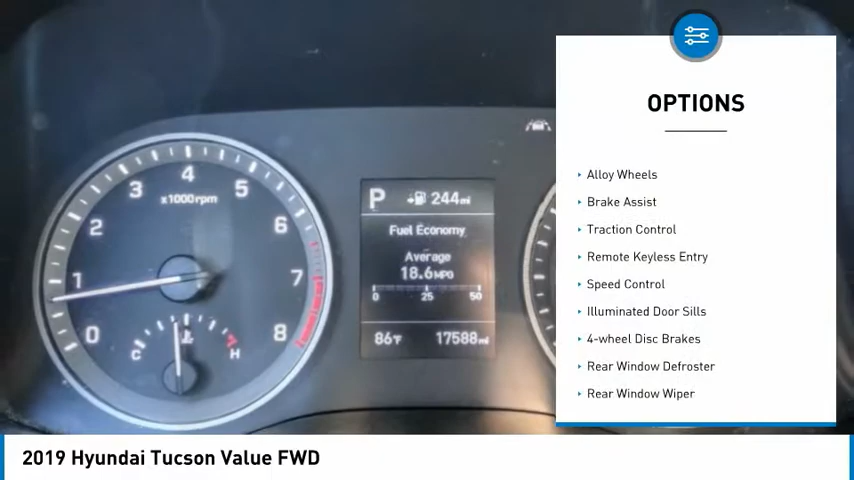 4
3
5
x1000rpm
2
6
1
7
0
8
C
H
P
244mi
Fuel Economy
Average
18.6MPG
0 25 50
86°F 17588mi
OPTIONS
Alloy Wheels
Brake Assist
Traction Control
Remote Keyless Entry
Speed Control
Illuminated Door Sills
4-wheel Disc Brakes
Rear Window Defroster
Rear Window Wiper
2019 Hyundai Tucson Value FWD